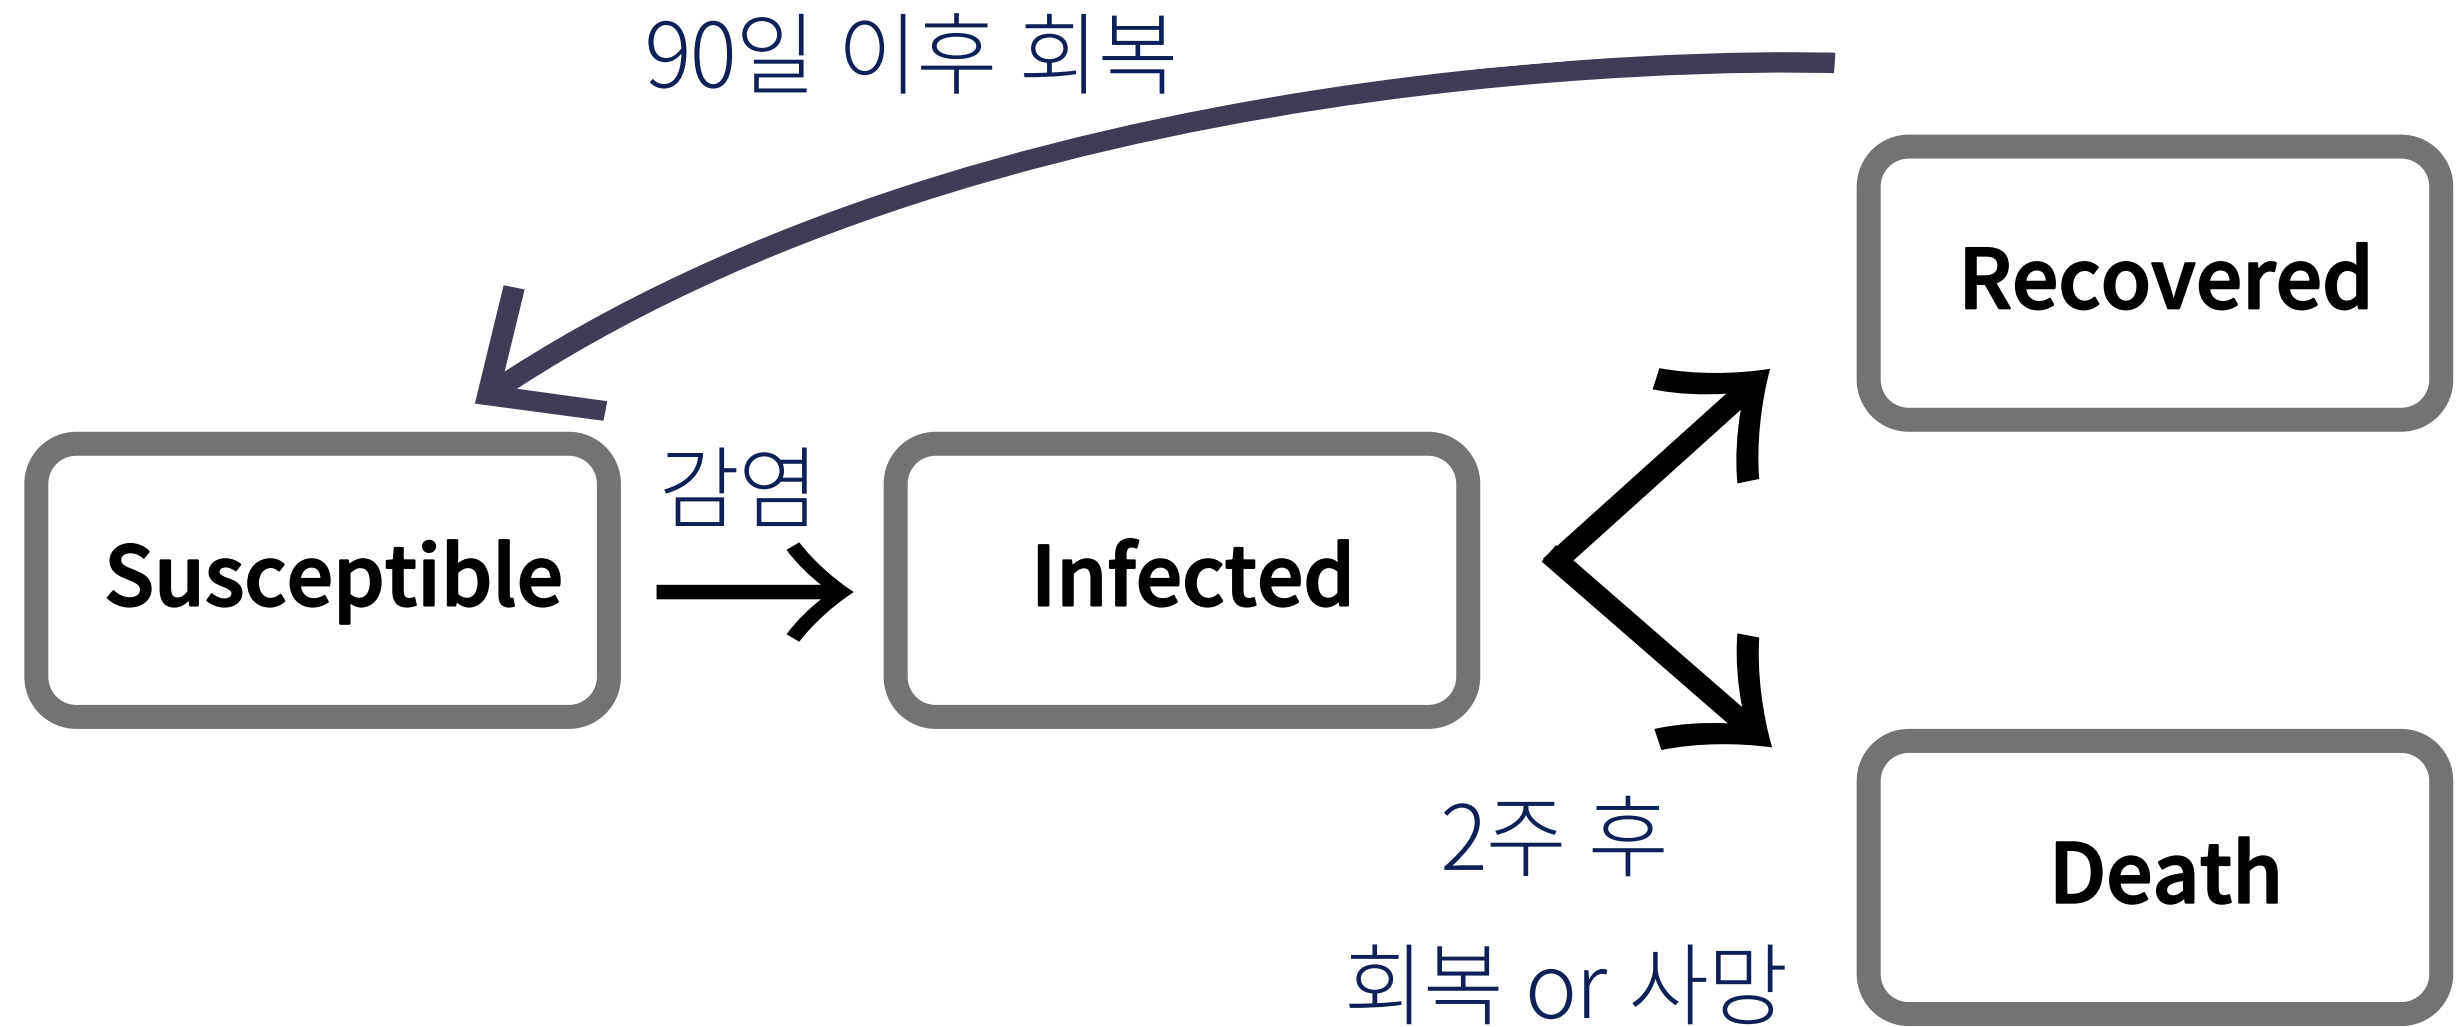 90일 이후 회복
Recovered
감염
Susceptible
Infected
2주 후
회복 or 사망
Death